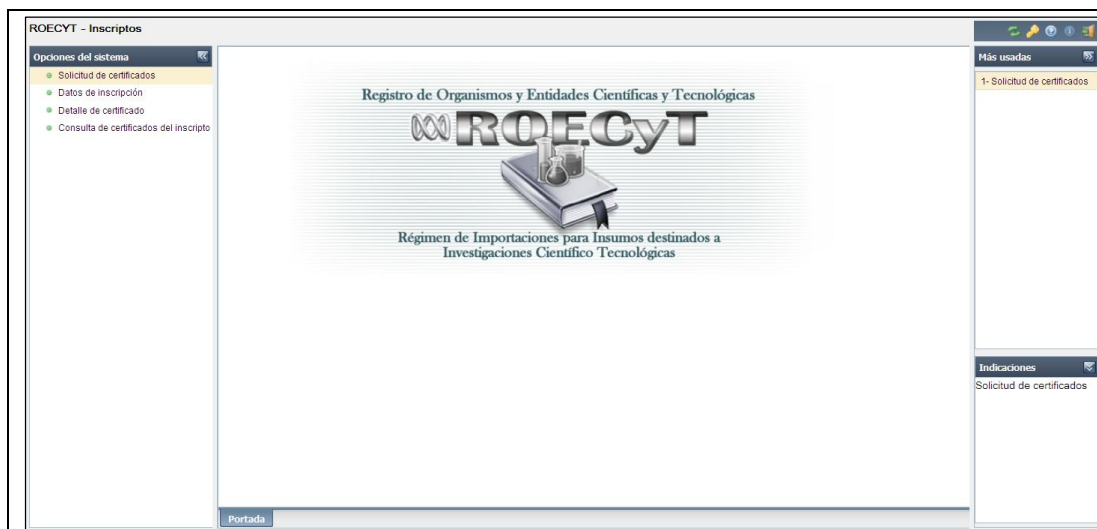 ROECYT - Inscriptos
Opciones del sistema
Solicitud de certificados
Datos de inscripción
Detalle de certificado
Consulta de certificados del inscripto
Registro de Organismos y Entidades Científicas y Tecnológicas
ROECyT
Régimen de Importaciones para Insumos destinados a
Investigaciones Científico Tecnológicas
Portada
Más usadas
1- Solicitud de certificados
Indicaciones
Solicitud de certificados